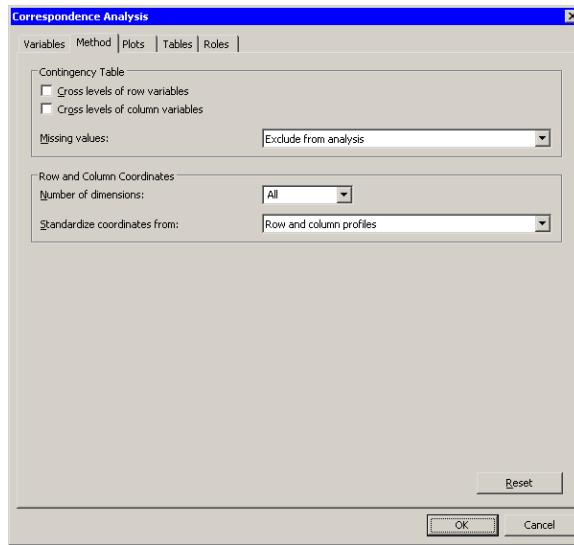 Correspondence Analysis
Variables Method Plots Tables Roles
Contingency Table
Cross levels of row variables
Cross levels of column variables
Missing values: Exclude from analysis
Row and Column Coordinates
Number of dimensions: All
Standardize coordinates from: Row and column profiles
Reset
OK Cancel